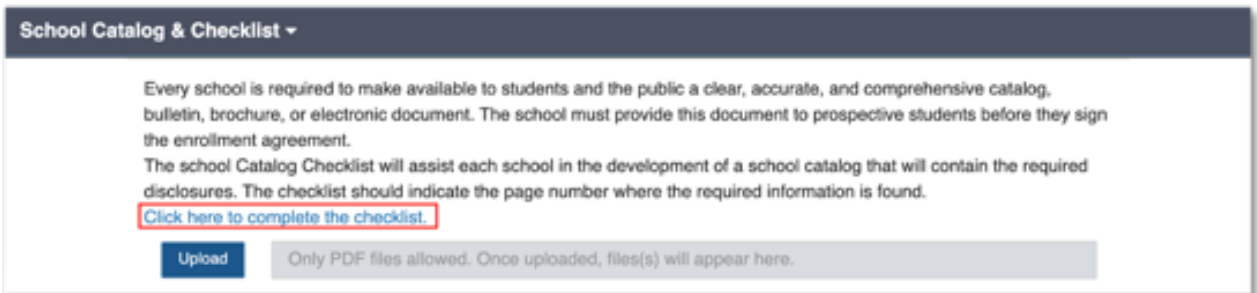 School Catalog & Checklist
Every school is required to make available to students and the public a clear, accurate, and comprehensive catalog,
bulletin, brochure, or electronic document. The school must provide this document to prospective students before they sign
the enrollment agreement.
The school Catalog Checklist will assist each school in the development of a school catalog that will contain the required
disclosures. The checklist should indicate the page number where the required information is found.
Click here to complete the checklist.
Upload Only PDF files allowed. Once uploaded, files(s) will appear here.